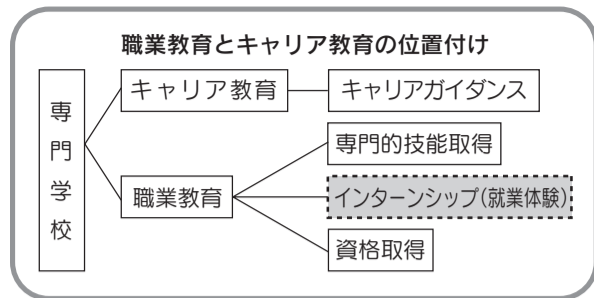 職業教育とキャリア教育の位置付け
専門学校
キャリア教育
キャリアガイダンス
職業教育
専門的技能取得
インターンシップ(就業体験)
資格取得